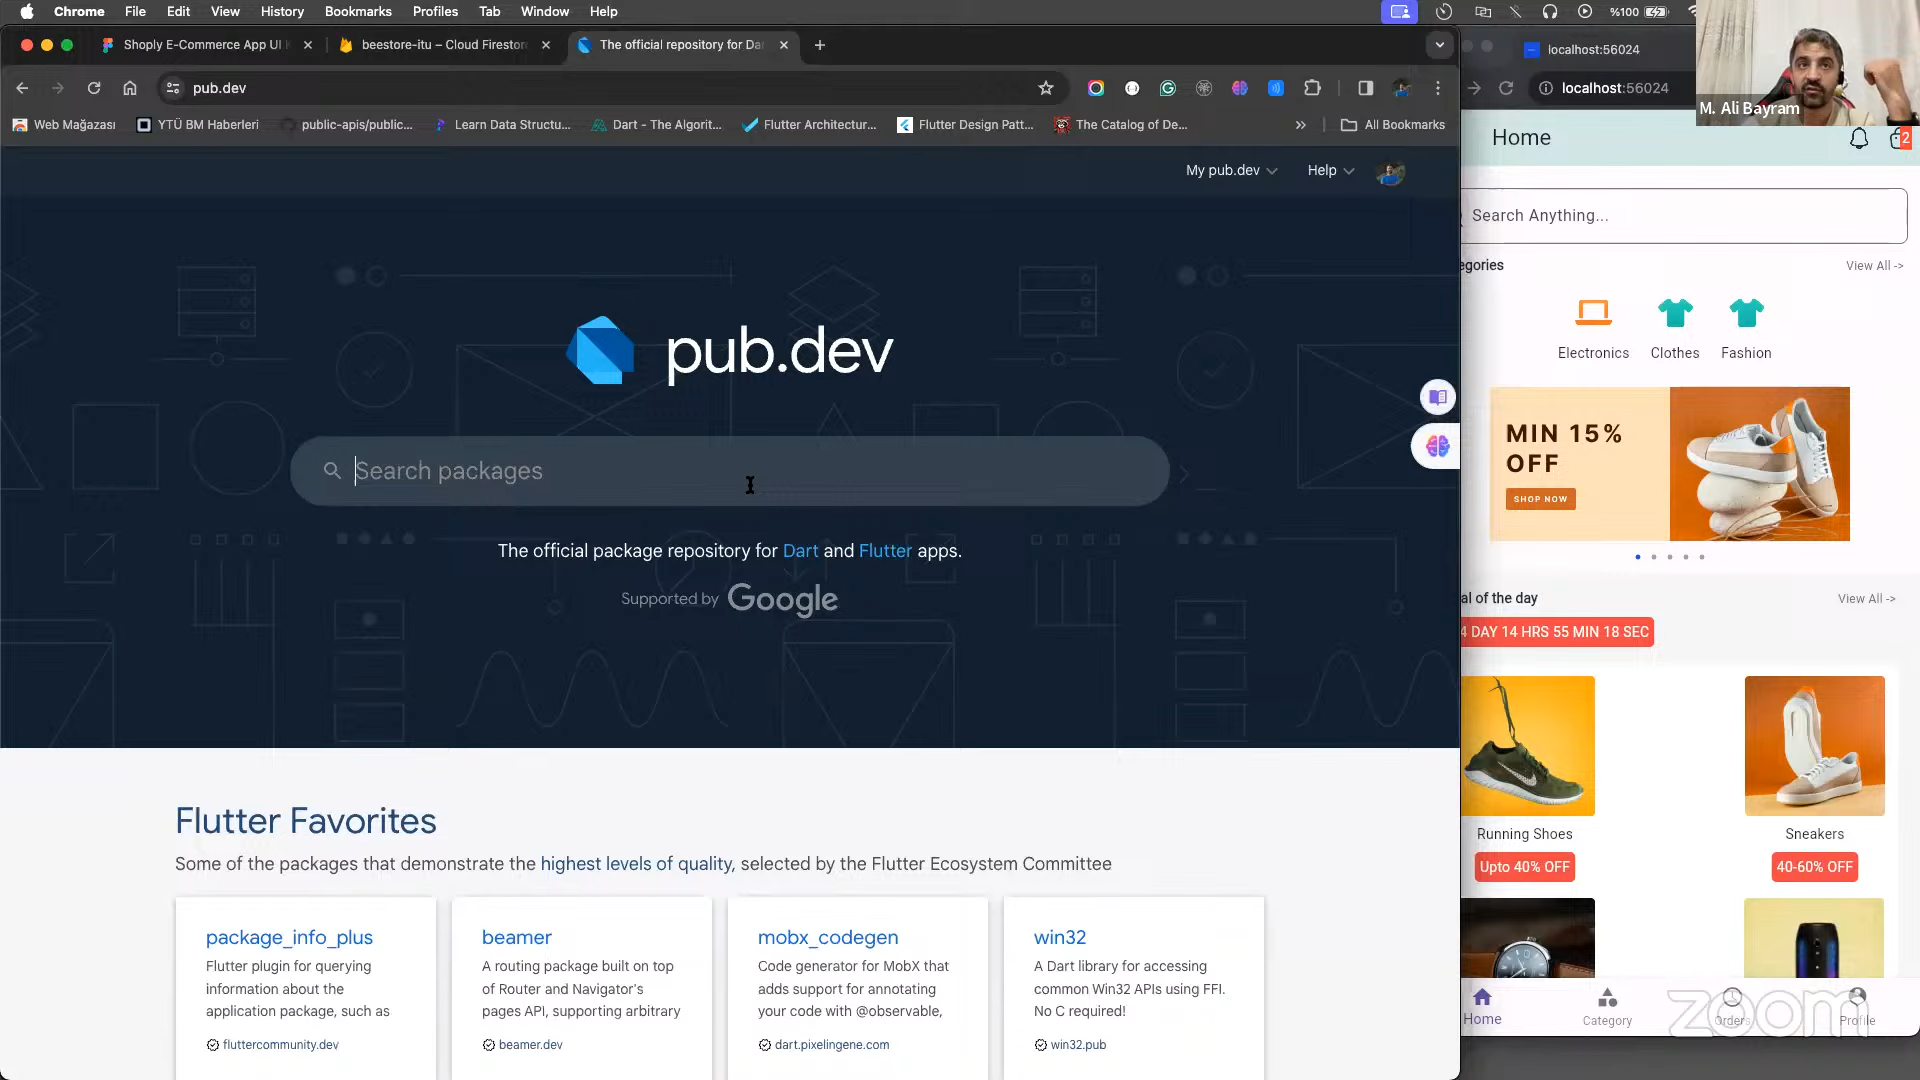 Chrome File Edit View History Bookmarks Profiles Tab Window Help %100
Shoply E-Commerce App UI
beestore-itu – Cloud Firestor
The official repository for Da
localhost:56024
pub.dev
localhost:56024
M. Ali Bayram
Web Mağazası
YTÜ BM Haberleri
public-apis/public...
Learn Data Structu...
Dart - The Algorit...
Flutter Architectur...
Flutter Design Patt...
The Catalog of De...
All Bookmarks
My pub.dev
Help
pub.dev
Search packages
The official package repository for Dart and Flutter apps.
Supported by Google
Flutter Favorites
Some of the packages that demonstrate the highest levels of quality, selected by the Flutter Ecosystem Committee
package_info_plus
Flutter plugin for querying
information about the
application package, such as
fluttercommunity.dev
beamer
A routing package built on top
of Router and Navigator's
pages API, supporting arbitrary
beamer.dev
mobx_codegen
Code generator for MobX that
adds support for annotating
your code with @observable,
dart.pixelingene.com
win32
A Dart library for accessing
common Win32 APIs using FFI.
No C required!
win32.pub
Home
2
Search Anything...
egories
View All ->
Electronics
Clothes
Fashion
MIN 15%
OFF
SHOP NOW
al of the day
View All ->
4 DAY 14 HRS 55 MIN 18 SEC
Running Shoes
Upto 40% OFF
Sneakers
40-60% OFF
Home
Category
Orders
Profile
zoom